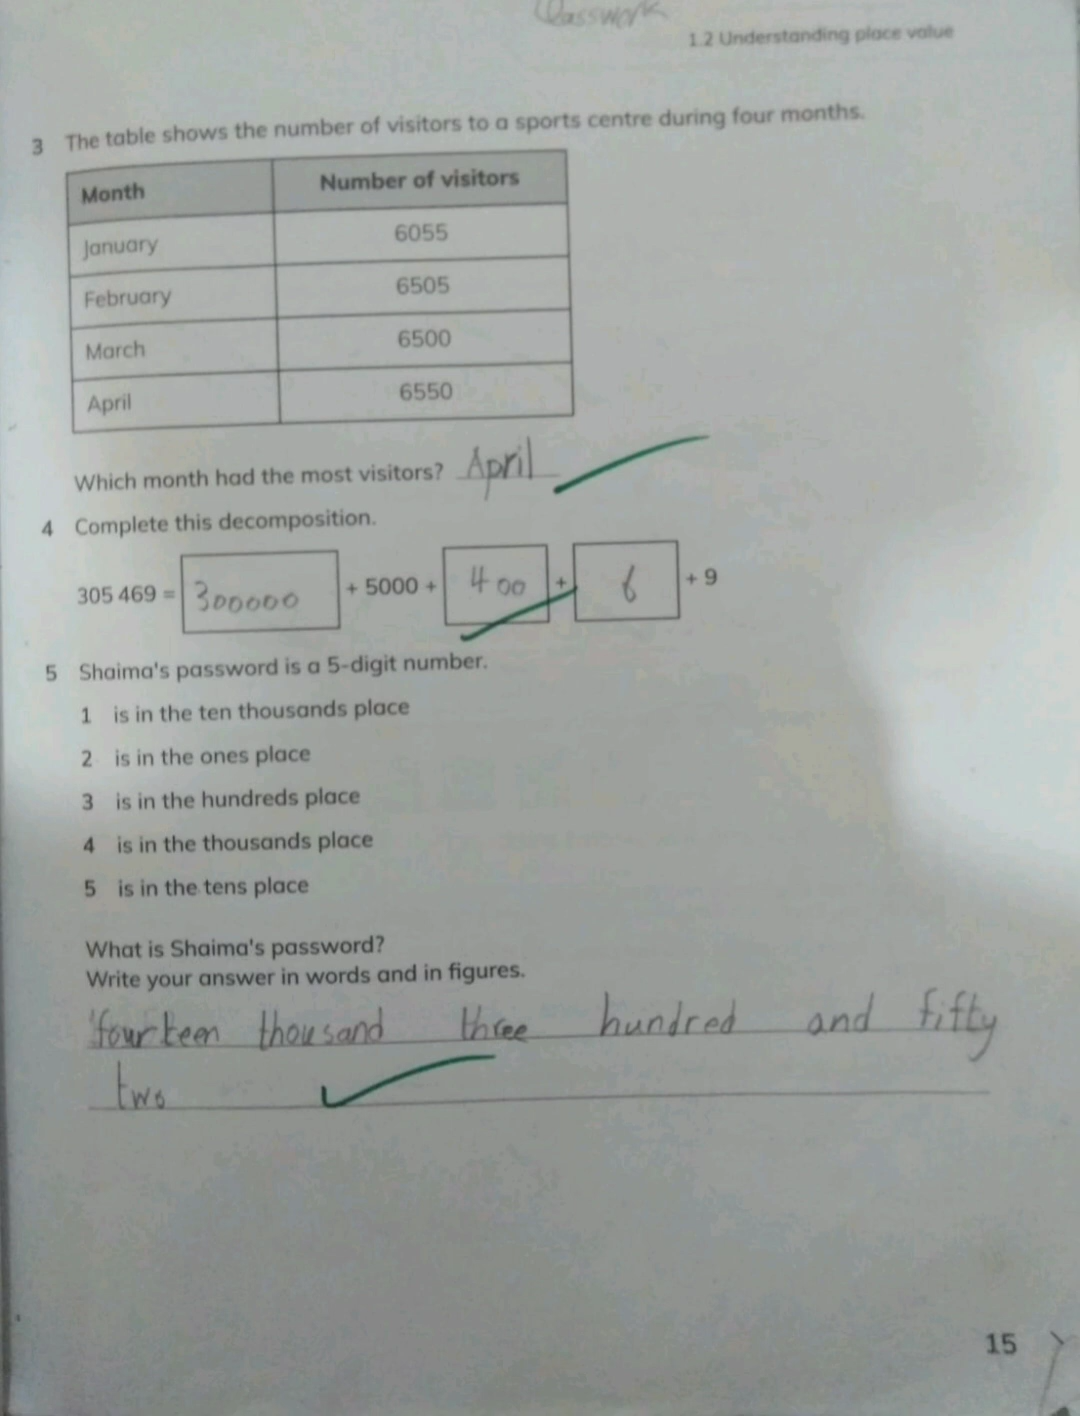 Classwork
1.2 Understanding place value
3 The table shows the number of visitors to a sports centre during four months.
Month Number of visitors
January 6055
February 6505
March 6500
April 6550
Which month had the most visitors? April
4 Complete this decomposition.
305 469 = 300000 + 5000 + 400 + 6 + 9
5 Shaima's password is a 5-digit number.
1 is in the ten thousands place
2 is in the ones place
3 is in the hundreds place
4 is in the thousands place
5 is in the tens place
What is Shaima's password?
Write your answer in words and in figures.
fourteen thousand three hundred and fifty
two
15